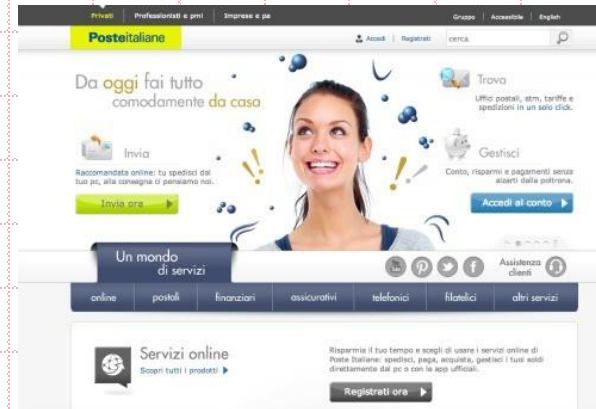 Privati Professionisti e pmi Imprese e pa Gruppo Accessibile English
Posteitaliane Accedi Registrati cerca
Da oggi fai tutto
comodamente da casa
Trova
Uffici postali, atm, tariffe e
spedizioni in un solo click.
Invia
Raccomandata online: tu spedisci dal
tuo pc, alla consegna ci pensiamo noi.
Invia ora
Gestisci
Conto, risparmi e pagamenti senza
alzarti dalla poltrona.
Accedi al conto
Un mondo
di servizi
Assistenza
clienti
online postali finanziari assicurativi telefonici filatelici altri servizi
Servizi online
Scopri tutti i prodotti
Risparmia il tuo tempo e scegli di usare i servizi online di
Poste Italiane: spedisci, paga, acquista, gestisci i tuoi soldi
direttamente dal pc o con le app ufficiali.
Registrati ora